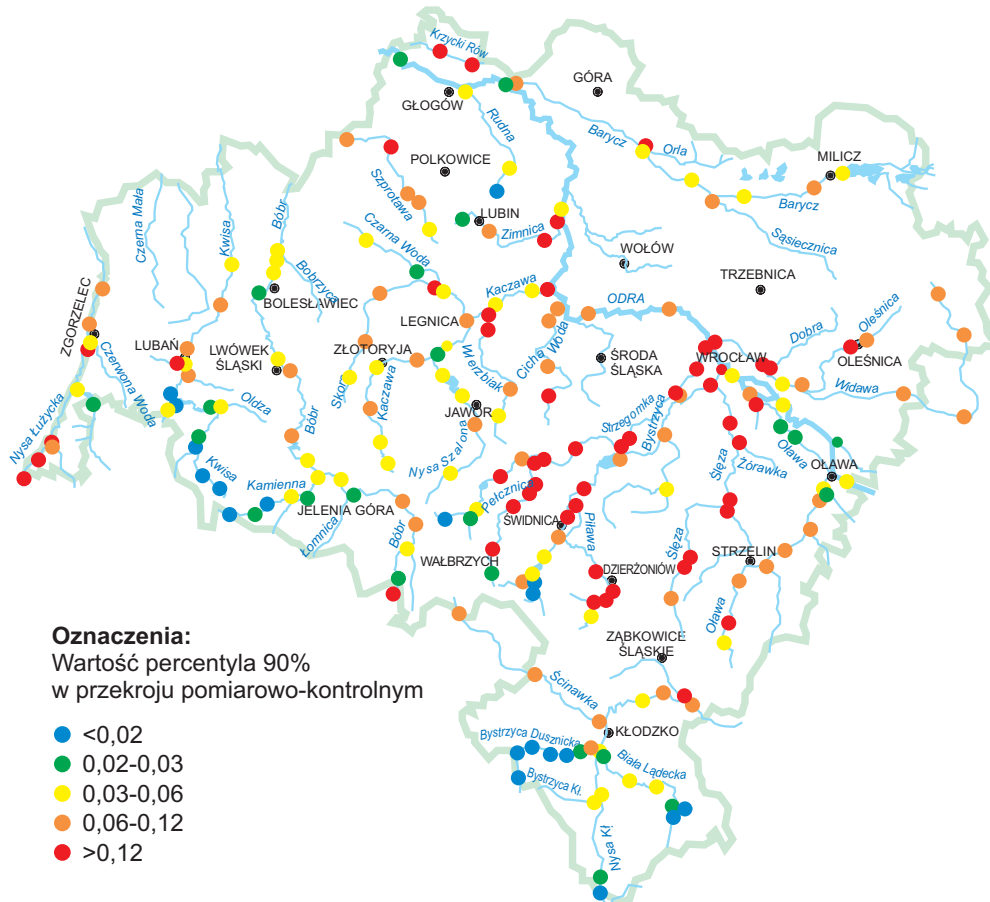 Krzycki Rów
GÓRA
GŁOGÓW
Rudna
Barycz
Orla
MILICZ
POLKOWICE
Szprotawa
Barycz
LUBIN
Zimnica
Sąsiecznica
Czerna Mała
Kwisa
Bóbr
Czarna Woda
WOŁÓW
TRZEBNICA
Bobrzyca
Kaczawa
BOLESŁAWIEC
ODRA
ZGORZELEC
LEGNICA
Cicha Woda
Dobra
Oleśnica
LUBAŃ
LWÓWEK
ŚLĄSKI
ZŁOTORYJA
Wierzbiak
ŚRODA
ŚLĄSKA
WROCŁAW
OLEŚNICA
Czerwona Woda
Skora
Kaczawa
Widawa
Nysa Łużycka
Oldza
Bóbr
JAWOR
Strzegomka
Bystrzyca
Nysa Szalona
Ślęza
Oława
Żórawka
OŁAWA
Kwisa
Kamienna
Pełcznica
JELENIA GÓRA
Łomnica
Bóbr
ŚWIDNICA
Piława
Ślęza
WAŁBRZYCH
STRZELIN
DZIERŻONIÓW
Oława
Oznaczenia:
Wartość percentyla 90%
w przekroju pomiarowo-kontrolnym
<0,02
0,02-0,03
0,03-0,06
0,06-0,12
>0,12
ZĄBKOWICE
ŚLĄSKIE
Ścinawka
KŁODZKO
Bystrzyca Dusznicka
Biała Lądecka
Bystrzyca Kł.
Nysa Kł